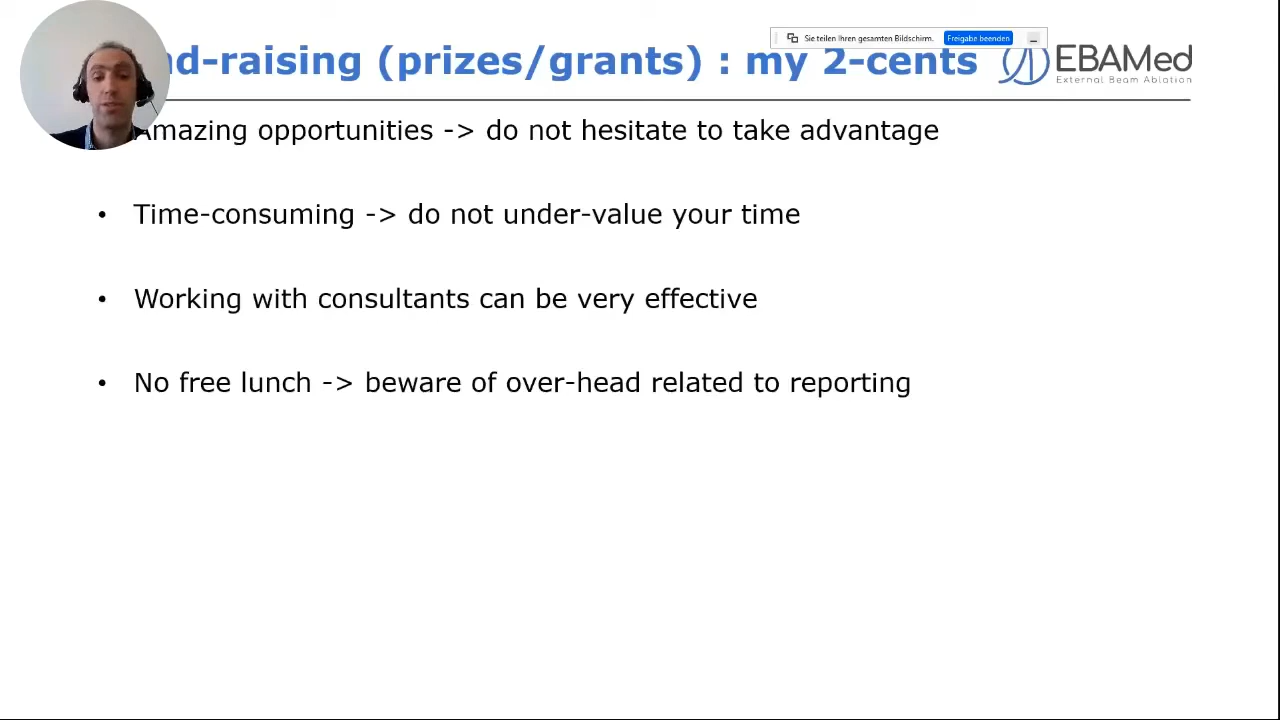 Sie teilen Ihren gesamten Bildschirm. Freigabe beenden
nd-raising (prizes/grants) : my 2-cents
EBAMed
External Beam Ablation
Amazing opportunities -> do not hesitate to take advantage
• Time-consuming -> do not under-value your time
• Working with consultants can be very effective
• No free lunch -> beware of over-head related to reporting